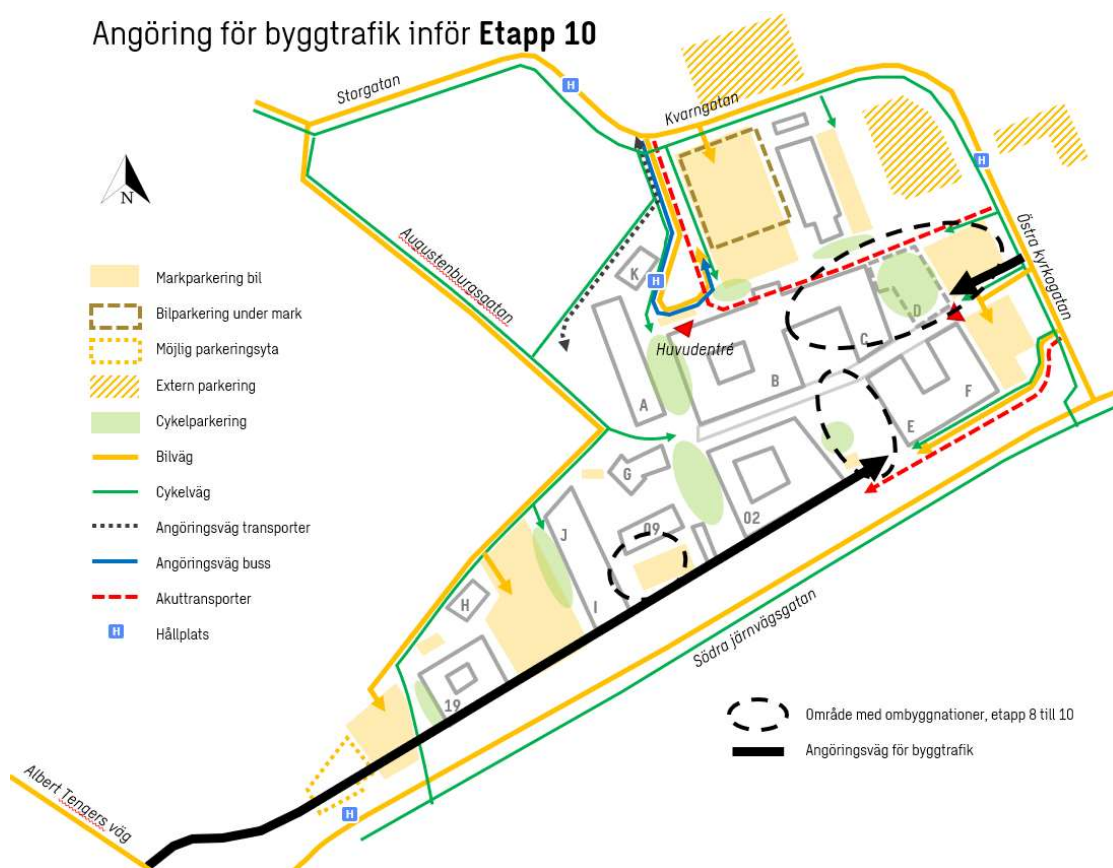 Angöring för byggtrafik inför Etapp 10
Storgatan
H
Kvarngatan
H
Östra kyrkogatan
N
Augustenburgsgatan
K
H
Huvudentré
A
B
C
D
E
F
G
J
09
02
H
I
19
Södra järnvägsgatan
Albert Tengers väg
H
Markparkering bil
Bilparkering under mark
Möjlig parkeringsyta
Extern parkering
Cykelparkering
Bilväg
Cykelväg
Angöringsväg transporter
Angöringsväg buss
Akuttransporter
H Hållplats
Område med ombyggnationer, etapp 8 till 10
Angöringsväg för byggtrafik